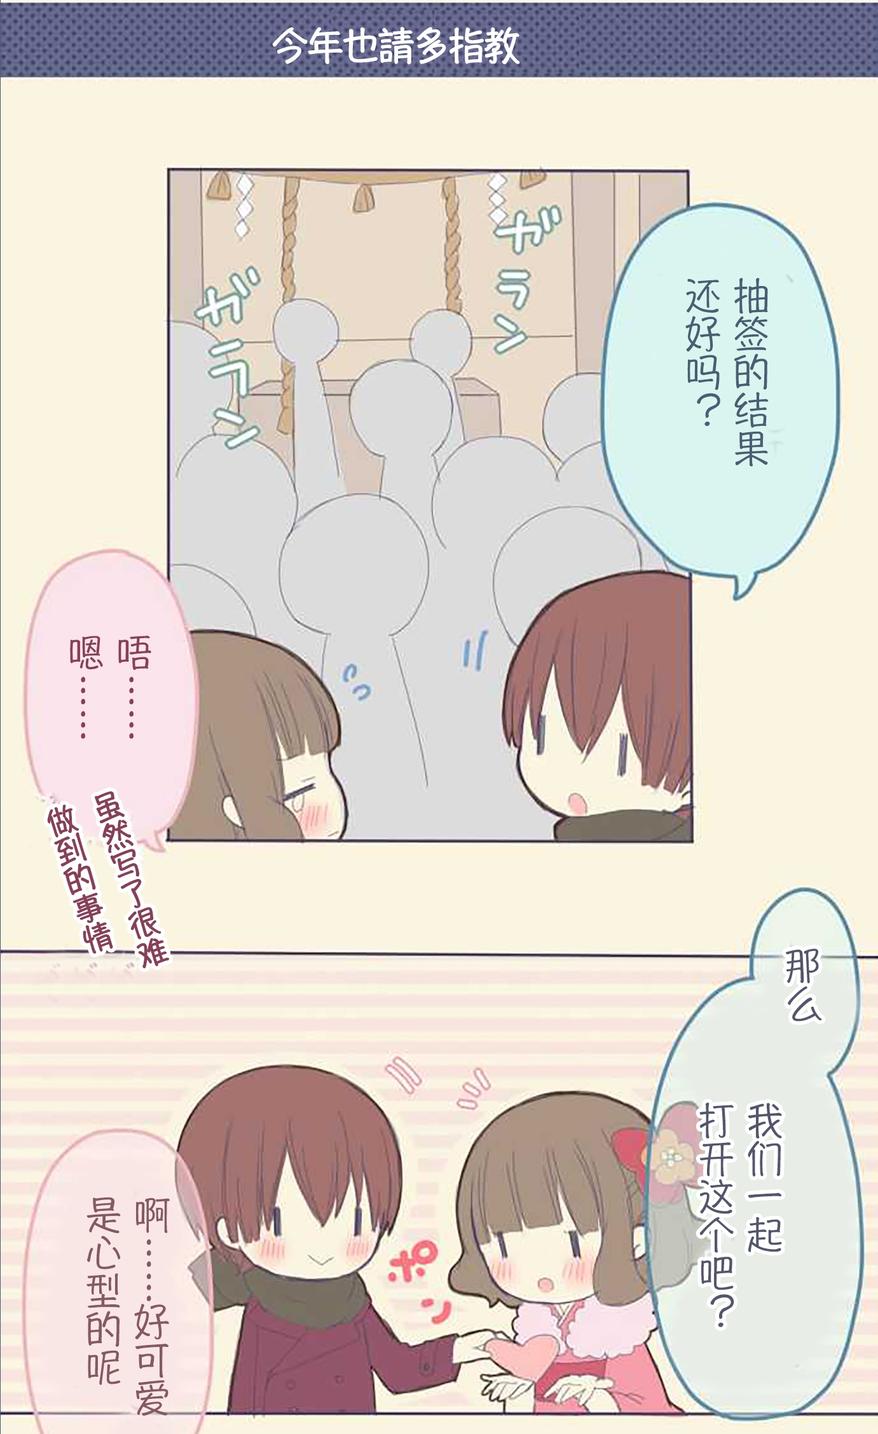 今年也請多指教
抽签的结果
还好吗？
ガラン
ガラン
唔……
嗯……
虽然写了很难
做到的事情
那么
我们一起
打开这个吧？
ポン
啊……好可爱
是心型的呢